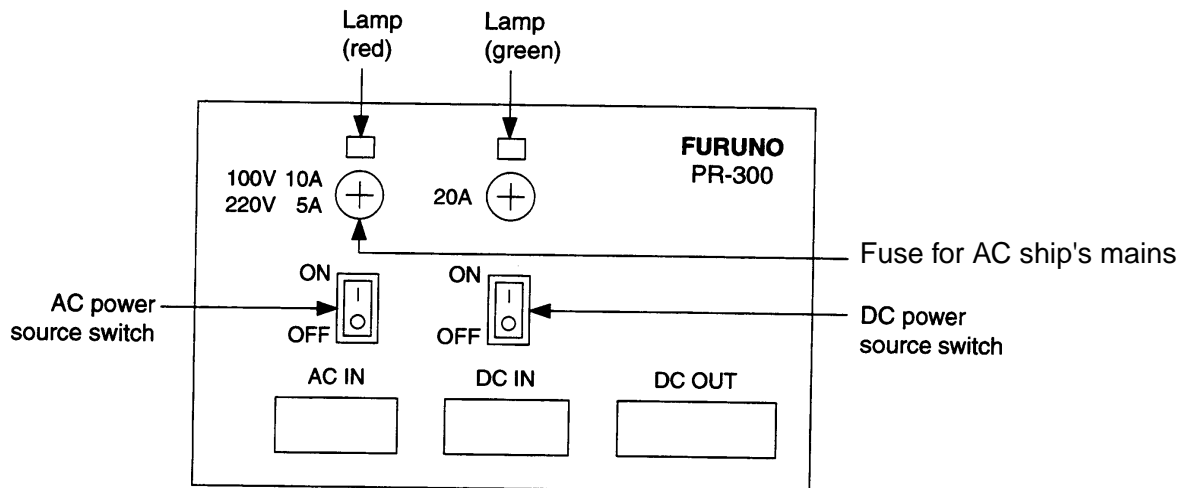 Lamp
(red)
Lamp
(green)
FURUNO
PR-300
100V 10A
220V 5A
20A
Fuse for AC ship's mains
ON
OFF
ON
OFF
AC power
source switch
DC power
source switch
AC IN
DC IN
DC OUT